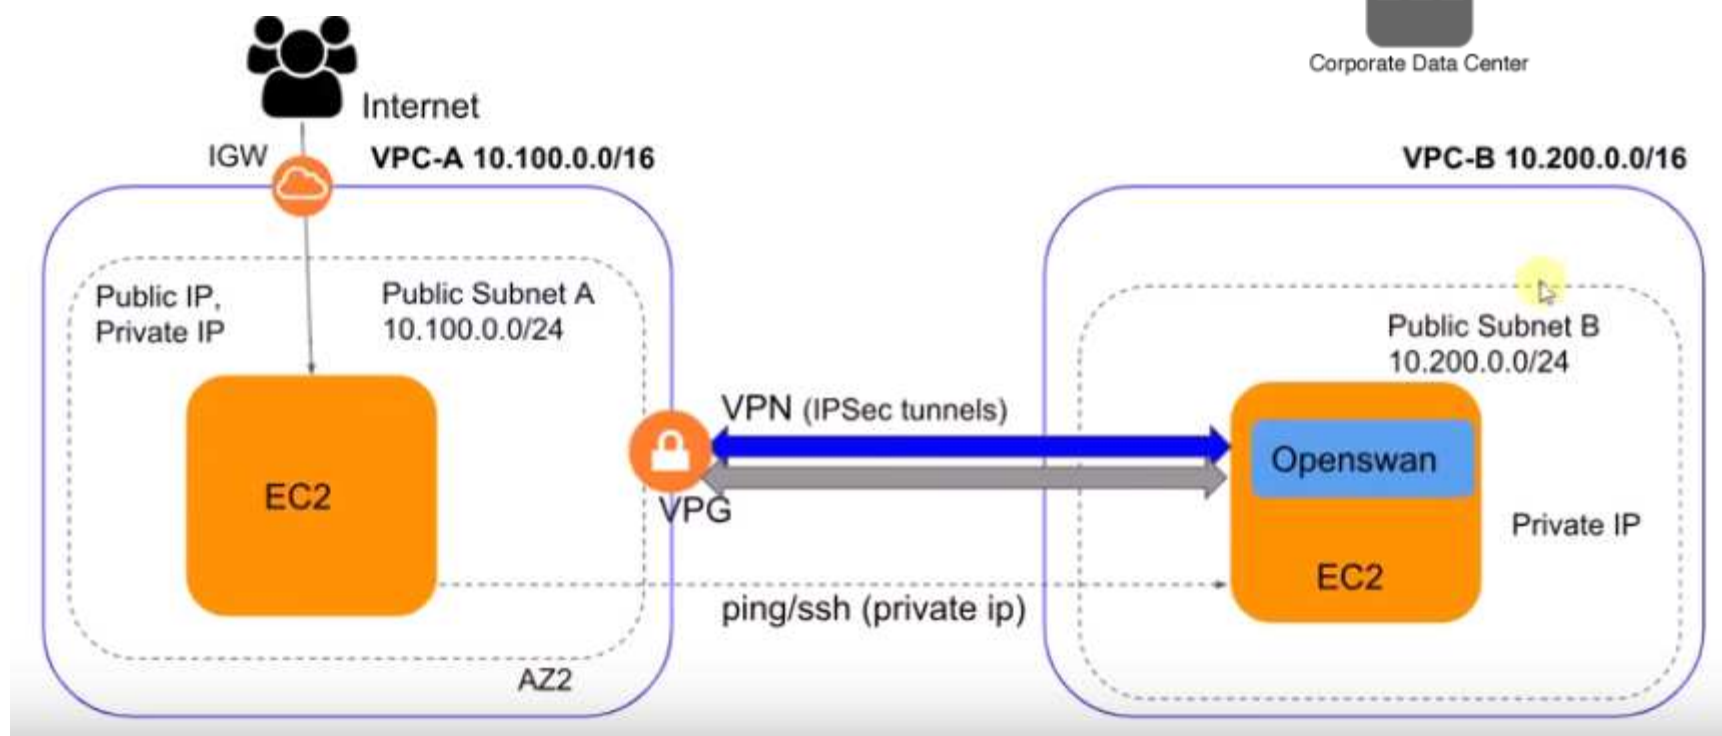 Corporate Data Center
Internet
IGW
VPC-A 10.100.0.0/16
VPC-B 10.200.0.0/16
Public IP,
Private IP
Public Subnet A
10.100.0.0/24
Public Subnet B
10.200.0.0/24
VPN (IPSec tunnels)
Openswan
EC2
VPG
Private IP
EC2
ping/ssh (private ip)
AZ2